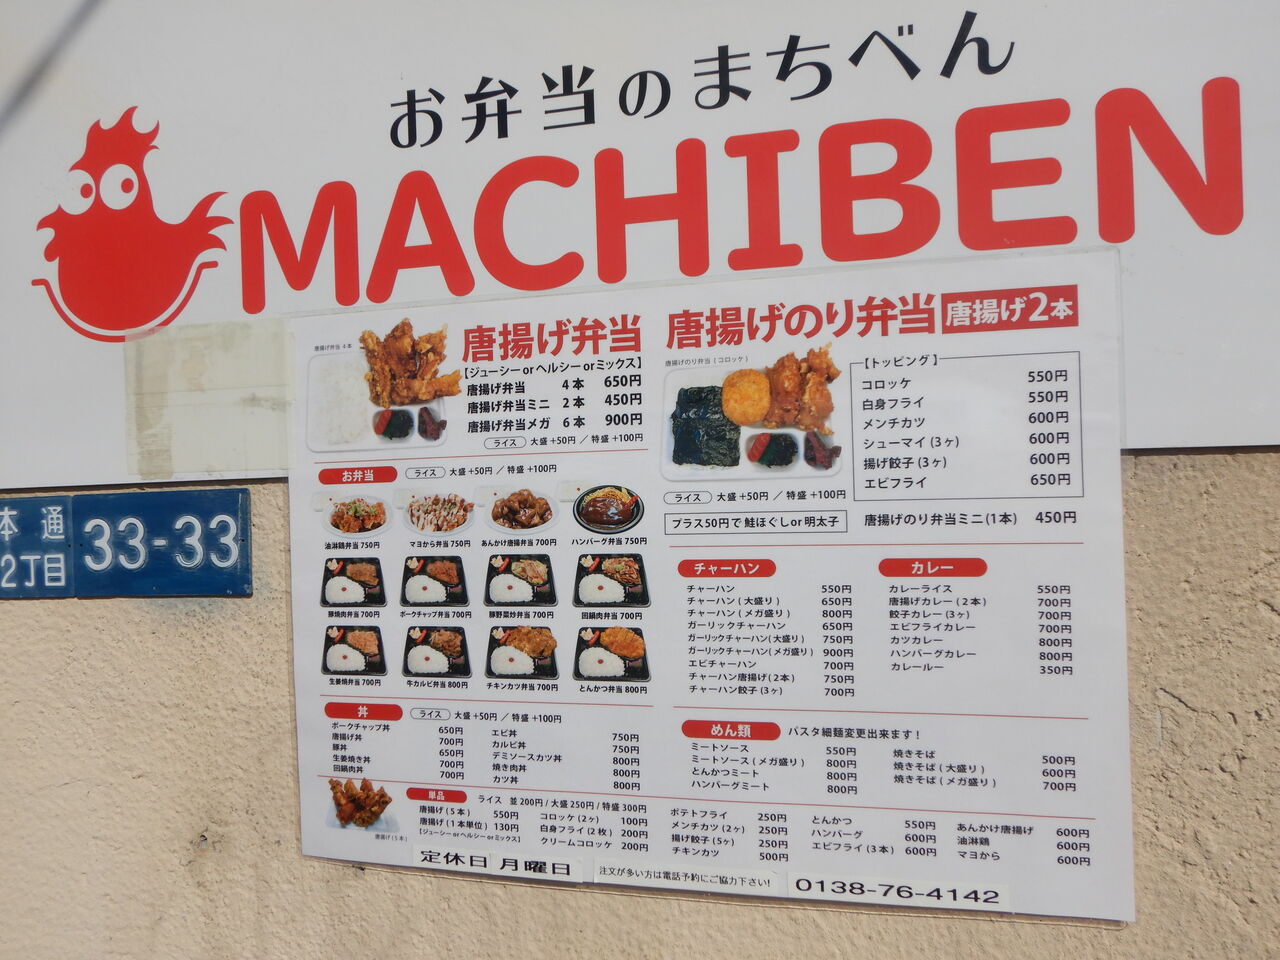 お弁当のまちべん
MACHIBEN
本通
2丁目
33-33
唐揚げ弁当 4本
唐揚げ弁当
【ジューシー or ヘルシー or ミックス】
唐揚げ弁当 4本 650円
唐揚げ弁当ミニ 2本 450円
唐揚げ弁当メガ 6本 900円
ライス 大盛 +50円 / 特盛 +100円
唐揚げのり弁当 唐揚げ2本
唐揚げのり弁当(コロッケ)
【トッピング】
コロッケ 550円
白身フライ 550円
メンチカツ 600円
シューマイ(3ヶ) 600円
揚げ餃子(3ヶ) 600円
エビフライ 650円
ライス 大盛 +50円 / 特盛 +100円
プラス50円で 鮭ほぐし or 明太子
唐揚げのり弁当ミニ(1本) 450円
お弁当 ライス 大盛 +50円 / 特盛 +100円
油淋鶏弁当 750円
マヨから弁当 750円
あんかけ唐揚弁当 700円
ハンバーグ弁当 750円
豚焼肉弁当 700円
ポークチャップ弁当 700円
豚野菜炒弁当 700円
回鍋肉弁当 700円
生姜焼弁当 700円
牛カルビ弁当 800円
チキンカツ弁当 700円
とんかつ弁当 800円
チャーハン
チャーハン 550円
チャーハン(大盛り) 650円
チャーハン(メガ盛り) 800円
ガーリックチャーハン 650円
ガーリックチャーハン(大盛り) 750円
ガーリックチャーハン(メガ盛り) 900円
エビチャーハン 700円
チャーハン唐揚げ(2本) 750円
チャーハン餃子(3ヶ) 700円
カレー
カレーライス 550円
唐揚げカレー(2本) 700円
餃子カレー(3ヶ) 700円
エビフライカレー 700円
カツカレー 800円
ハンバーグカレー 800円
カレールー 350円
丼 ライス 大盛 +50円 / 特盛 +100円
ポークチャップ丼 650円
唐揚げ丼 700円
豚丼 650円
生姜焼き丼 700円
回鍋肉丼 700円
エビ丼 750円
カルビ丼 750円
デミソースカツ丼 800円
焼き肉丼 800円
カツ丼 800円
めん類 パスタ細麺変更出来ます!
ミートソース 550円
ミートソース(メガ盛り) 800円
とんかつミート 800円
ハンバーグミート 800円
焼きそば 500円
焼きそば(大盛り) 600円
焼きそば(メガ盛り) 700円
唐揚げ(5本)
単品 ライス 並200円/大盛250円/特盛300円
唐揚げ(5本) 550円
唐揚げ(1本単位) 130円
【ジューシー or ヘルシー or ミックス】
コロッケ(2ヶ) 100円
白身フライ(2枚) 200円
クリームコロッケ 200円
ポテトフライ 250円
メンチカツ(2ヶ) 250円
揚げ餃子(5ヶ) 250円
チキンカツ 500円
とんかつ 550円
ハンバーグ 600円
エビフライ(3本) 600円
あんかけ唐揚げ 600円
油淋鶏 600円
マヨから 600円
定休日 月曜日
注文が多い方は電話予約にご協力下さい!
0138-76-4142